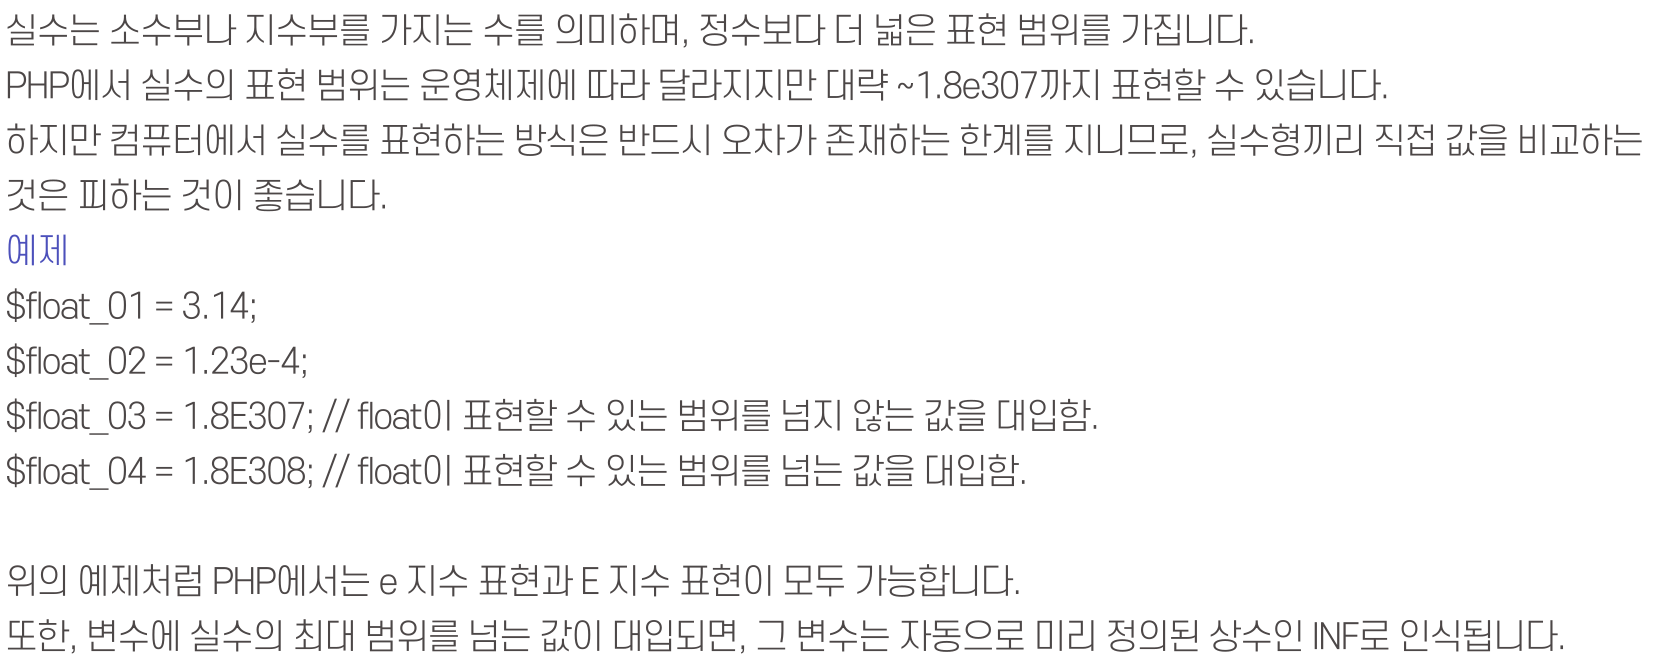 실수는 소수부나 지수부를 가지는 수를 의미하며, 정수보다 더 넓은 표현 범위를 가집니다.
PHP에서 실수의 표현 범위는 운영체제에 따라 달라지지만 대략 ~1.8e307까지 표현할 수 있습니다.
하지만 컴퓨터에서 실수를 표현하는 방식은 반드시 오차가 존재하는 한계를 지니므로, 실수형끼리 직접 값을 비교하는
것은 피하는 것이 좋습니다.
예제
$float_01 = 3.14;
$float_02 = 1.23e-4;
$float_03 = 1.8E307; // float이 표현할 수 있는 범위를 넘지 않는 값을 대입함.
$float_04 = 1.8E308; // float이 표현할 수 있는 범위를 넘는 값을 대입함.
위의 예제처럼 PHP에서는 e 지수 표현과 E 지수 표현이 모두 가능합니다.
또한, 변수에 실수의 최대 범위를 넘는 값이 대입되면, 그 변수는 자동으로 미리 정의된 상수인 INF로 인식됩니다.